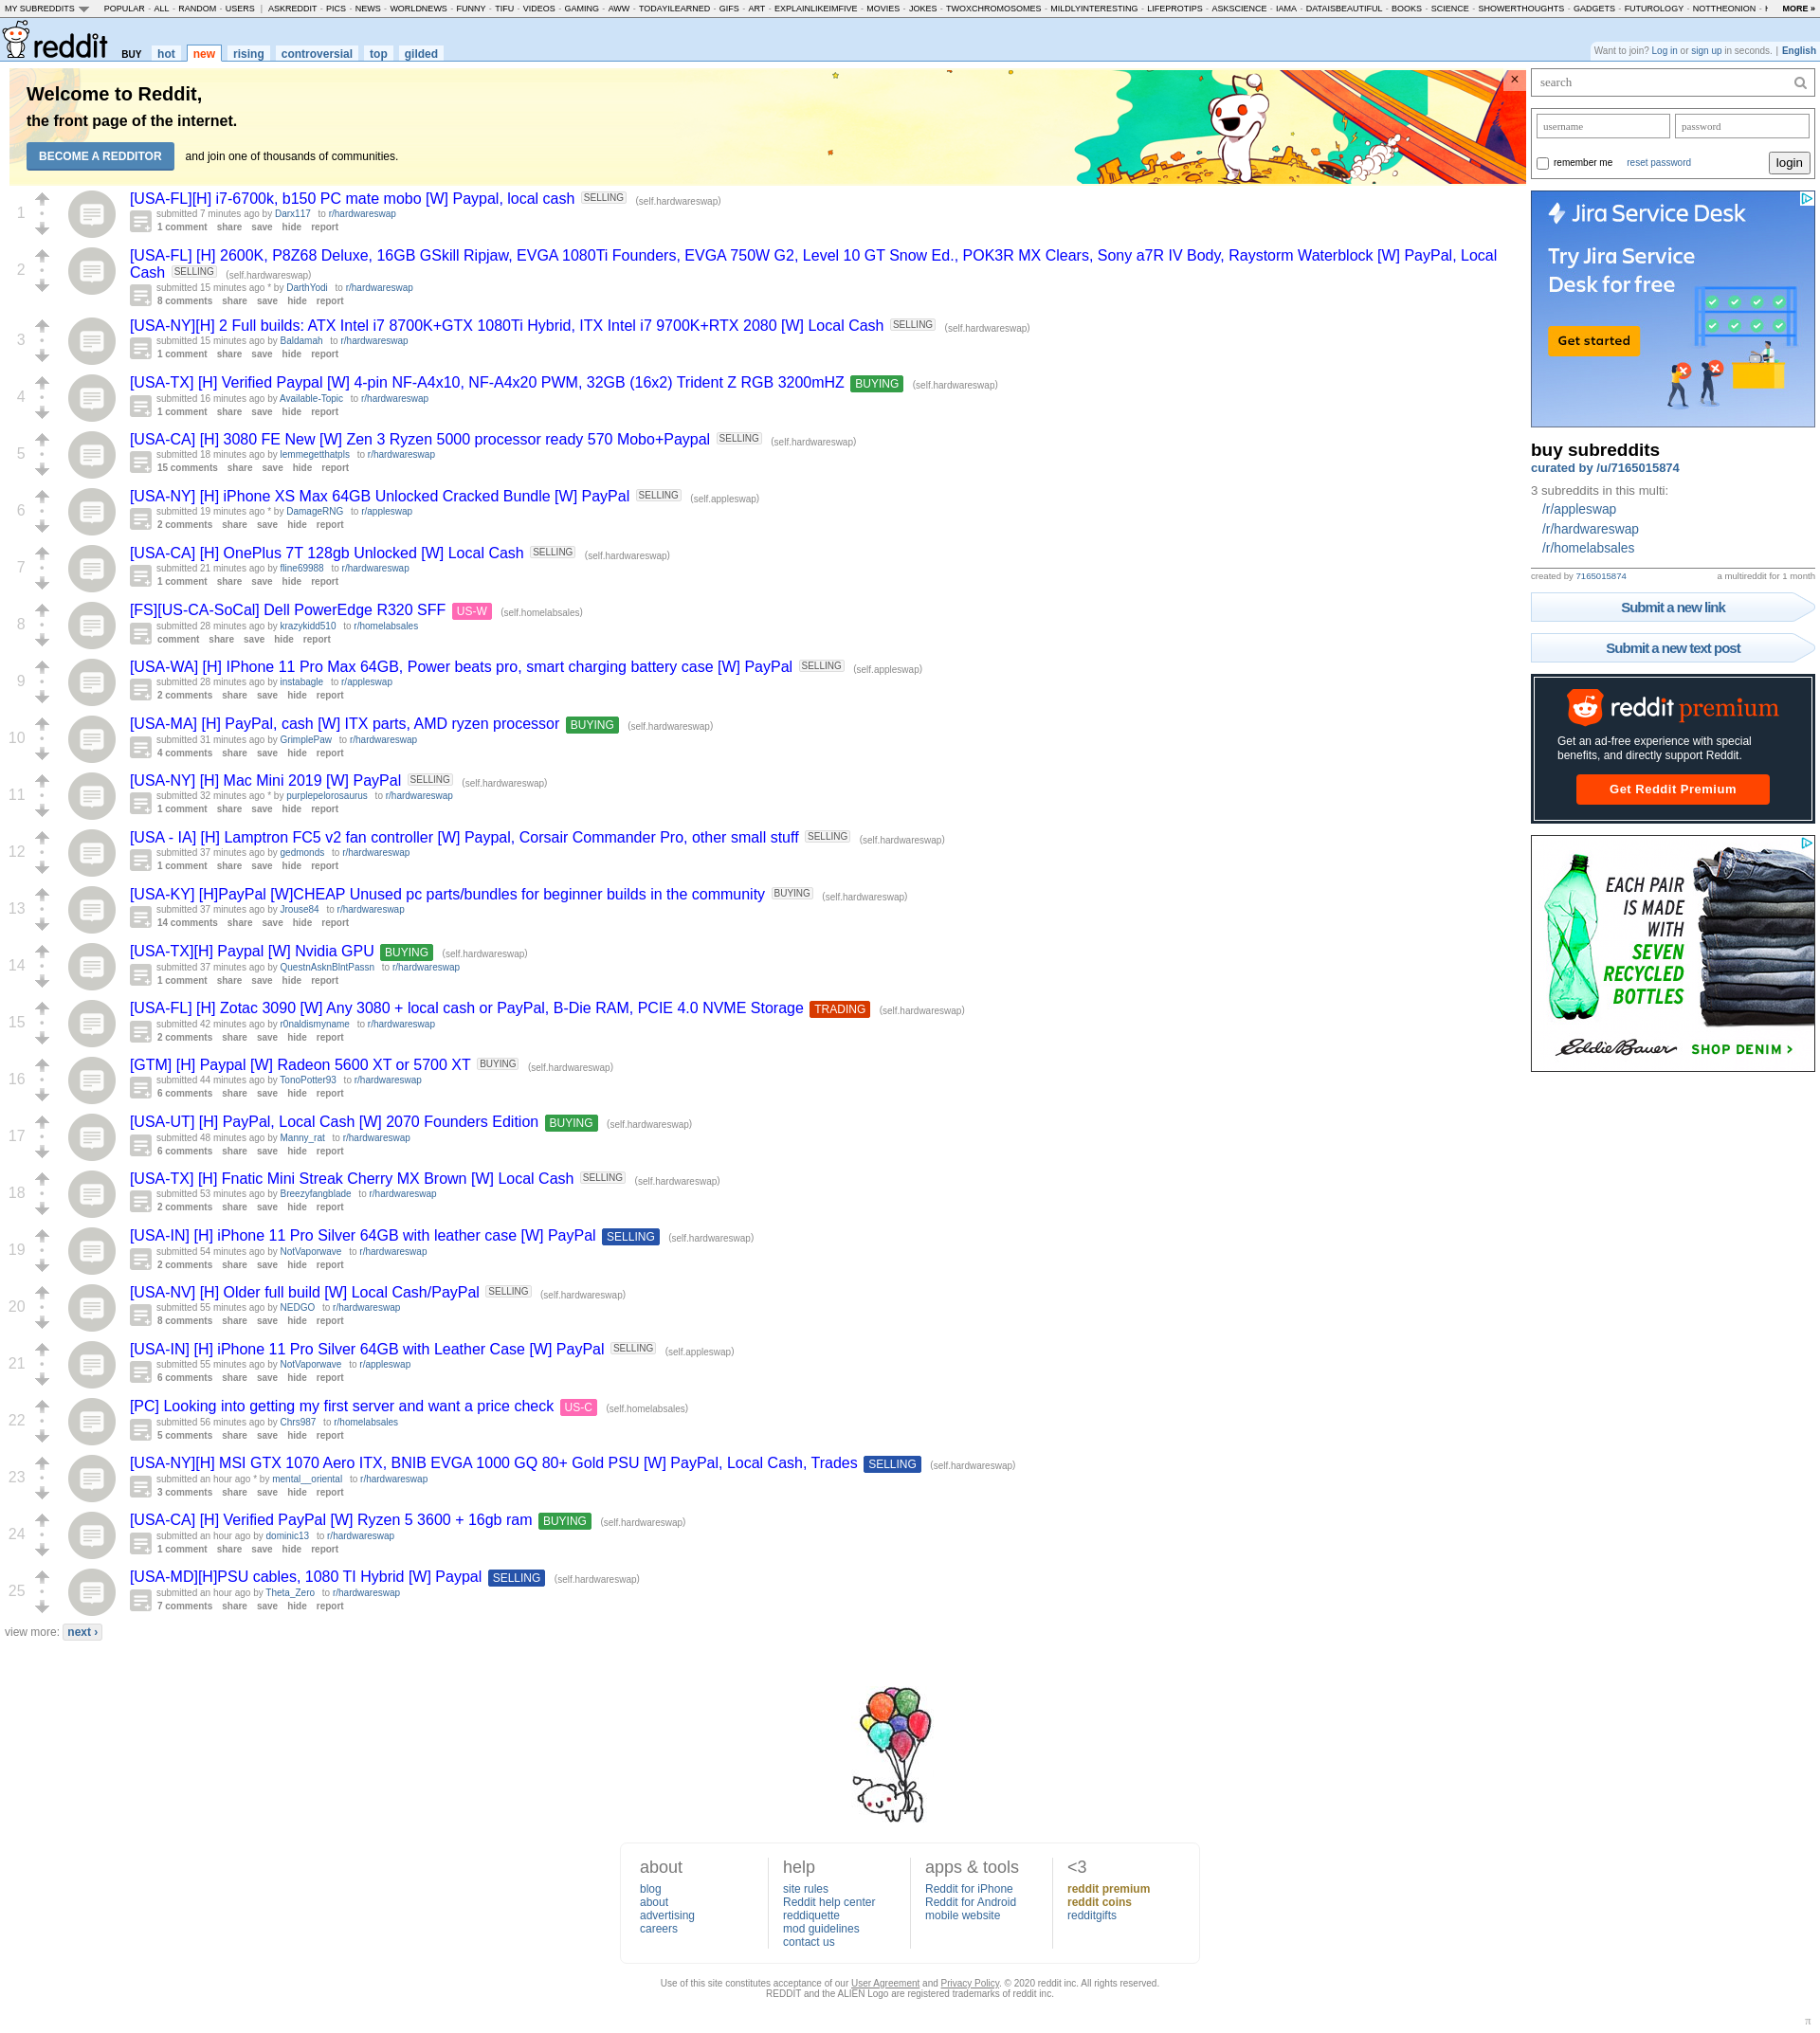 MY SUBREDDITS POPULAR - ALL - RANDOM - USERS | ASKREDDIT - PICS - NEWS - WORLDNEWS - FUNNY - TIFU - VIDEOS - GAMING - AWW - TODAYILEARNED - GIFS - ART - EXPLAINLIKEIMFIVE - MOVIES - JOKES - TWOXCHROMOSOMES - MILDLYINTERESTING - LIFEPROTIPS - ASKSCIENCE - IAMA - DATAISBEAUTIFUL - BOOKS - SCIENCE - SHOWERTHOUGHTS - GADGETS - FUTUROLOGY - NOTTHEONION - MORE »
reddit BUY hot new rising controversial top gilded
Want to join? Log in or sign up in seconds. | English
Welcome to Reddit,
the front page of the internet.
BECOME A REDDITOR and join one of thousands of communities.
×
1
[USA-FL][H] i7-6700k, b150 PC mate mobo [W] Paypal, local cash SELLING (self.hardwareswap)
submitted 7 minutes ago by Darx117 to r/hardwareswap
1 comment share save hide report
2
[USA-FL] [H] 2600K, P8Z68 Deluxe, 16GB GSkill Ripjaw, EVGA 1080Ti Founders, EVGA 750W G2, Level 10 GT Snow Ed., POK3R MX Clears, Sony a7R IV Body, Raystorm Waterblock [W] PayPal, Local
Cash SELLING (self.hardwareswap)
submitted 15 minutes ago * by DarthYodi to r/hardwareswap
8 comments share save hide report
3
[USA-NY][H] 2 Full builds: ATX Intel i7 8700K+GTX 1080Ti Hybrid, ITX Intel i7 9700K+RTX 2080 [W] Local Cash SELLING (self.hardwareswap)
submitted 15 minutes ago by Baldamah to r/hardwareswap
1 comment share save hide report
4
[USA-TX] [H] Verified Paypal [W] 4-pin NF-A4x10, NF-A4x20 PWM, 32GB (16x2) Trident Z RGB 3200mHZ BUYING (self.hardwareswap)
submitted 16 minutes ago by Available-Topic to r/hardwareswap
1 comment share save hide report
5
[USA-CA] [H] 3080 FE New [W] Zen 3 Ryzen 5000 processor ready 570 Mobo+Paypal SELLING (self.hardwareswap)
submitted 18 minutes ago by lemmegetthatpls to r/hardwareswap
15 comments share save hide report
6
[USA-NY] [H] iPhone XS Max 64GB Unlocked Cracked Bundle [W] PayPal SELLING (self.appleswap)
submitted 19 minutes ago * by DamageRNG to r/appleswap
2 comments share save hide report
7
[USA-CA] [H] OnePlus 7T 128gb Unlocked [W] Local Cash SELLING (self.hardwareswap)
submitted 21 minutes ago by fline69988 to r/hardwareswap
1 comment share save hide report
8
[FS][US-CA-SoCal] Dell PowerEdge R320 SFF US-W (self.homelabsales)
submitted 28 minutes ago by krazykidd510 to r/homelabsales
comment share save hide report
9
[USA-WA] [H] IPhone 11 Pro Max 64GB, Power beats pro, smart charging battery case [W] PayPal SELLING (self.appleswap)
submitted 28 minutes ago by instabagle to r/appleswap
2 comments share save hide report
10
[USA-MA] [H] PayPal, cash [W] ITX parts, AMD ryzen processor BUYING (self.hardwareswap)
submitted 31 minutes ago by GrimplePaw to r/hardwareswap
4 comments share save hide report
11
[USA-NY] [H] Mac Mini 2019 [W] PayPal SELLING (self.hardwareswap)
submitted 32 minutes ago * by purplepelorosaurus to r/hardwareswap
1 comment share save hide report
12
[USA - IA] [H] Lamptron FC5 v2 fan controller [W] Paypal, Corsair Commander Pro, other small stuff SELLING (self.hardwareswap)
submitted 37 minutes ago by gedmonds to r/hardwareswap
1 comment share save hide report
13
[USA-KY] [H]PayPal [W]CHEAP Unused pc parts/bundles for beginner builds in the community BUYING (self.hardwareswap)
submitted 37 minutes ago by Jrouse84 to r/hardwareswap
14 comments share save hide report
14
[USA-TX][H] Paypal [W] Nvidia GPU BUYING (self.hardwareswap)
submitted 37 minutes ago by QuestnAsknBlntPassn to r/hardwareswap
1 comment share save hide report
15
[USA-FL] [H] Zotac 3090 [W] Any 3080 + local cash or PayPal, B-Die RAM, PCIE 4.0 NVME Storage TRADING (self.hardwareswap)
submitted 42 minutes ago by r0naldismyname to r/hardwareswap
2 comments share save hide report
16
[GTM] [H] Paypal [W] Radeon 5600 XT or 5700 XT BUYING (self.hardwareswap)
submitted 44 minutes ago by TonoPotter93 to r/hardwareswap
6 comments share save hide report
17
[USA-UT] [H] PayPal, Local Cash [W] 2070 Founders Edition BUYING (self.hardwareswap)
submitted 48 minutes ago by Manny_rat to r/hardwareswap
6 comments share save hide report
18
[USA-TX] [H] Fnatic Mini Streak Cherry MX Brown [W] Local Cash SELLING (self.hardwareswap)
submitted 53 minutes ago by Breezyfangblade to r/hardwareswap
2 comments share save hide report
19
[USA-IN] [H] iPhone 11 Pro Silver 64GB with leather case [W] PayPal SELLING (self.hardwareswap)
submitted 54 minutes ago by NotVaporwave to r/hardwareswap
2 comments share save hide report
20
[USA-NV] [H] Older full build [W] Local Cash/PayPal SELLING (self.hardwareswap)
submitted 55 minutes ago by NEDGO to r/hardwareswap
8 comments share save hide report
21
[USA-IN] [H] iPhone 11 Pro Silver 64GB with Leather Case [W] PayPal SELLING (self.appleswap)
submitted 55 minutes ago by NotVaporwave to r/appleswap
6 comments share save hide report
22
[PC] Looking into getting my first server and want a price check US-C (self.homelabsales)
submitted 56 minutes ago by Chrs987 to r/homelabsales
5 comments share save hide report
23
[USA-NY][H] MSI GTX 1070 Aero ITX, BNIB EVGA 1000 GQ 80+ Gold PSU [W] PayPal, Local Cash, Trades SELLING (self.hardwareswap)
submitted an hour ago * by mental__oriental to r/hardwareswap
3 comments share save hide report
24
[USA-CA] [H] Verified PayPal [W] Ryzen 5 3600 + 16gb ram BUYING (self.hardwareswap)
submitted an hour ago by dominic13 to r/hardwareswap
1 comment share save hide report
25
[USA-MD][H]PSU cables, 1080 TI Hybrid [W] Paypal SELLING (self.hardwareswap)
submitted an hour ago by Theta_Zero to r/hardwareswap
7 comments share save hide report
view more: next ›
search
username password
remember me reset password login
Jira Service Desk
Try Jira Service
Desk for free
Get started
buy subreddits
curated by /u/7165015874
3 subreddits in this multi:
/r/appleswap
/r/hardwareswap
/r/homelabsales
created by 7165015874 a multireddit for 1 month
Submit a new link
Submit a new text post
reddit premium
Get an ad-free experience with special
benefits, and directly support Reddit.
Get Reddit Premium
EACH PAIR
IS MADE
WITH
SEVEN
RECYCLED
BOTTLES
Eddie Bauer SHOP DENIM >
about
blog
about
advertising
careers
help
site rules
Reddit help center
reddiquette
mod guidelines
contact us
apps & tools
Reddit for iPhone
Reddit for Android
mobile website
<3
reddit premium
reddit coins
redditgifts
Use of this site constitutes acceptance of our User Agreement and Privacy Policy. © 2020 reddit inc. All rights reserved.
REDDIT and the ALIEN Logo are registered trademarks of reddit inc.
π